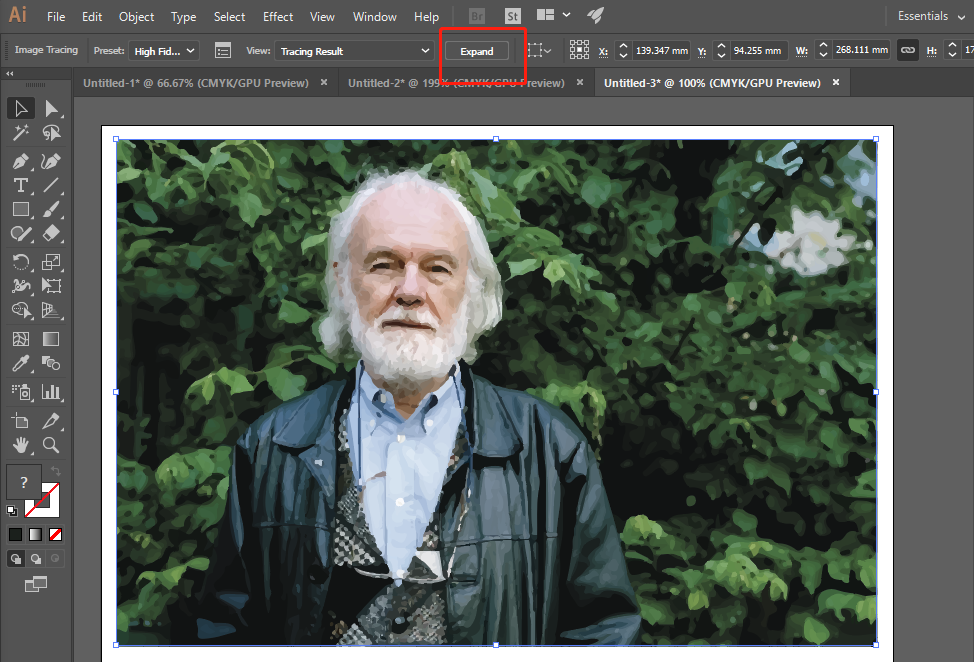 Ai File Edit Object Type Select Effect View Window Help Br St Essentials
Image Tracing Preset: High Fid... View: Tracing Result Expand X: 139.347 mm Y: 94.255 mm W: 268.111 mm H: 17
Untitled-1* @ 66.67% (CMYK/GPU Preview) × Untitled-2* @ 199% (CMYK/GPU Preview) × Untitled-3* @ 100% (CMYK/GPU Preview) ×
T
?